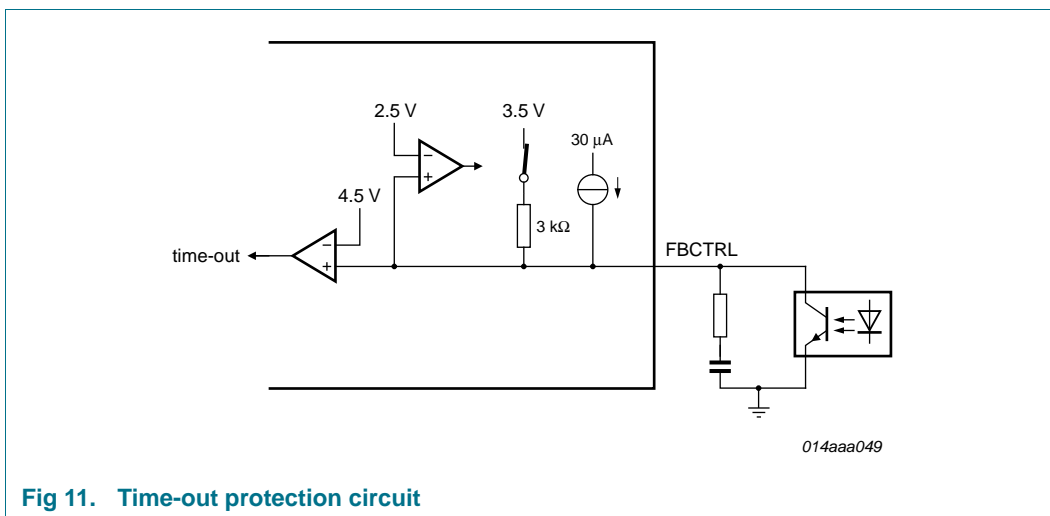 2.5 V
3.5 V
30 μA
−
+
4.5 V
−
+
3 kΩ
time-out
FBCTRL
014aaa049
Fig 11. Time-out protection circuit